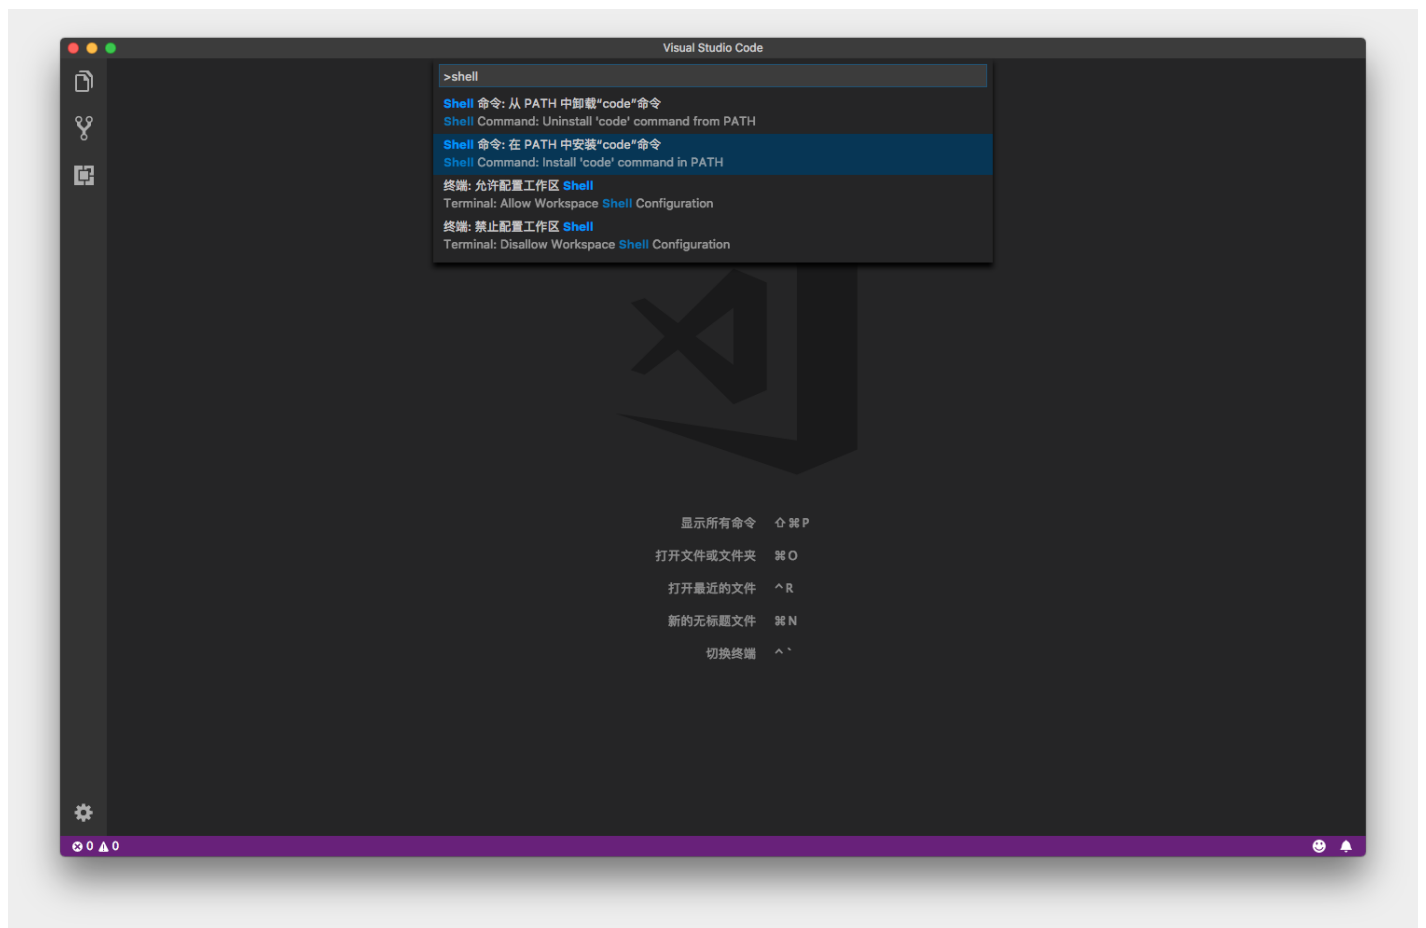 Visual Studio Code
>shell
Shell 命令: 从 PATH 中卸载“code”命令
Shell Command: Uninstall 'code' command from PATH
Shell 命令: 在 PATH 中安装“code”命令
Shell Command: Install 'code' command in PATH
终端: 允许配置工作区 Shell
Terminal: Allow Workspace Shell Configuration
终端: 禁止配置工作区 Shell
Terminal: Disallow Workspace Shell Configuration
显示所有命令 ⇧⌘P
打开文件或文件夹 ⌘O
打开最近的文件 ^R
新的无标题文件 ⌘N
切换终端 ^`
0 0